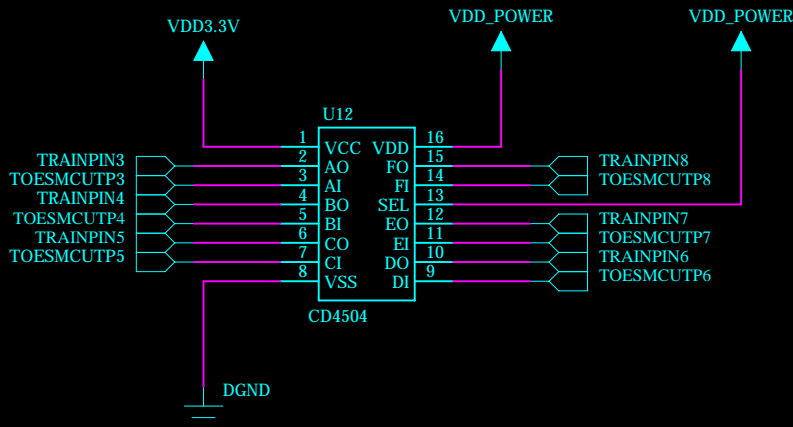 VDD3.3V
VDD_POWER
VDD_POWER
U12
1 VCC VDD 16
TRAINPIN3 2 AO FO 15 TRAINPIN8
TOESMCUTP3 3 AI FI 14 TOESMCUTP8
TRAINPIN4 4 BO SEL 13
TOESMCUTP4 5 BI EO 12 TRAINPIN7
TRAINPIN5 6 CO EI 11 TOESMCUTP7
TOESMCUTP5 7 CI DO 10 TRAINPIN6
8 VSS DI 9 TOESMCUTP6
CD4504
DGND